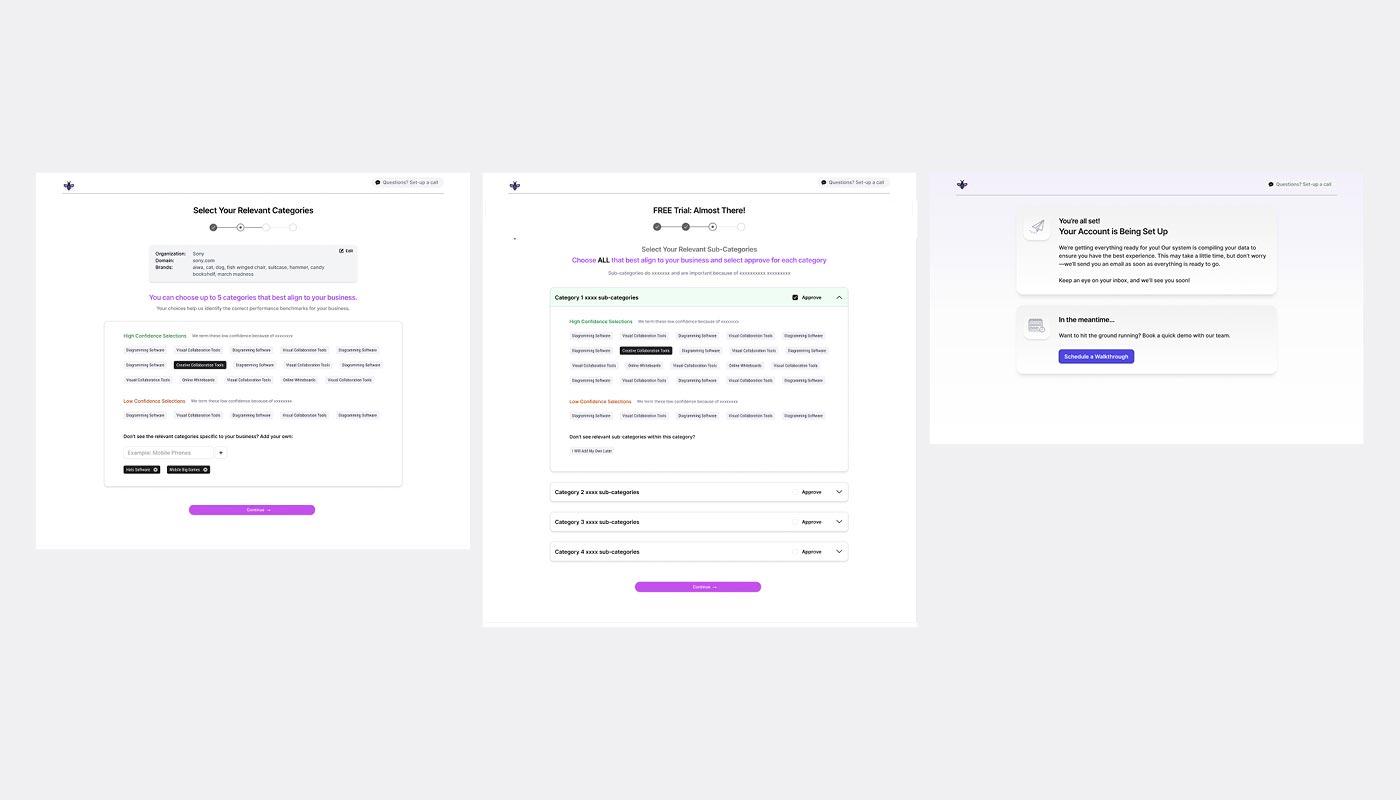 Questions? Set-up a call
Select Your Relevant Categories
Organization: Sony
Edit
Domain: sony.com
Brands: aiwa, cat, dog, fish winged chair, suitcase, hammer, candy
bookshelf, march madness
You can choose up to 5 categories that best align to your business.
Your choices help us identify the correct performance benchmarks for your business.
High Confidence Selections We term these low confidence because of xxxxxxxx
Diagramming Software Visual Collaboration Tools Diagramming Software Visual Collaboration Tools Diagramming Software
Diagramming Software Creative Collaboration Tools Diagramming Software Visual Collaboration Tools Diagramming Software
Visual Collaboration Tools Online Whiteboards Visual Collaboration Tools Online Whiteboards Visual Collaboration Tools
Low Confidence Selections We term these low confidence because of xxxxxxxx
Diagramming Software Visual Collaboration Tools Diagramming Software Visual Collaboration Tools Diagramming Software
Don't see the relevant categories specific to your business? Add your own:
Example: Mobile Phones +
Hats Software Mobile Big Games
Continue →
Questions? Set-up a call
FREE Trial: Almost There!
Select Your Relevant Sub-Categories
Choose ALL that best align to your business and select approve for each category
Sub-categories do xxxxxxx and are important because of xxxxxxxxxx xxxxxxxxx
Category 1 xxxx sub-categories Approve
High Confidence Selections We term these low confidence because of xxxxxxxx
Diagramming Software Visual Collaboration Tools Diagramming Software Visual Collaboration Tools Diagramming Software
Diagramming Software Creative Collaboration Tools Diagramming Software Visual Collaboration Tools Diagramming Software
Visual Collaboration Tools Online Whiteboards Visual Collaboration Tools Online Whiteboards Visual Collaboration Tools
Diagramming Software Visual Collaboration Tools Diagramming Software Visual Collaboration Tools Diagramming Software
Low Confidence Selections We term these low confidence because of xxxxxxxx
Diagramming Software Visual Collaboration Tools Diagramming Software Visual Collaboration Tools Diagramming Software
Don't see relevant sub-categories within this category?
I Will Add My Own Later
Category 2 xxxx sub-categories Approve
Category 3 xxxx sub-categories Approve
Category 4 xxxx sub-categories Approve
Continue →
Questions? Set-up a call
You're all set!
Your Account is Being Set Up
We're getting everything ready for you! Our system is compiling your data to
ensure you have the best experience. This may take a little time, but don't worry
—we'll send you an email as soon as everything is ready to go.
Keep an eye on your inbox, and we'll see you soon!
In the meantime...
Want to hit the ground running? Book a quick demo with our team.
Schedule a Walkthrough